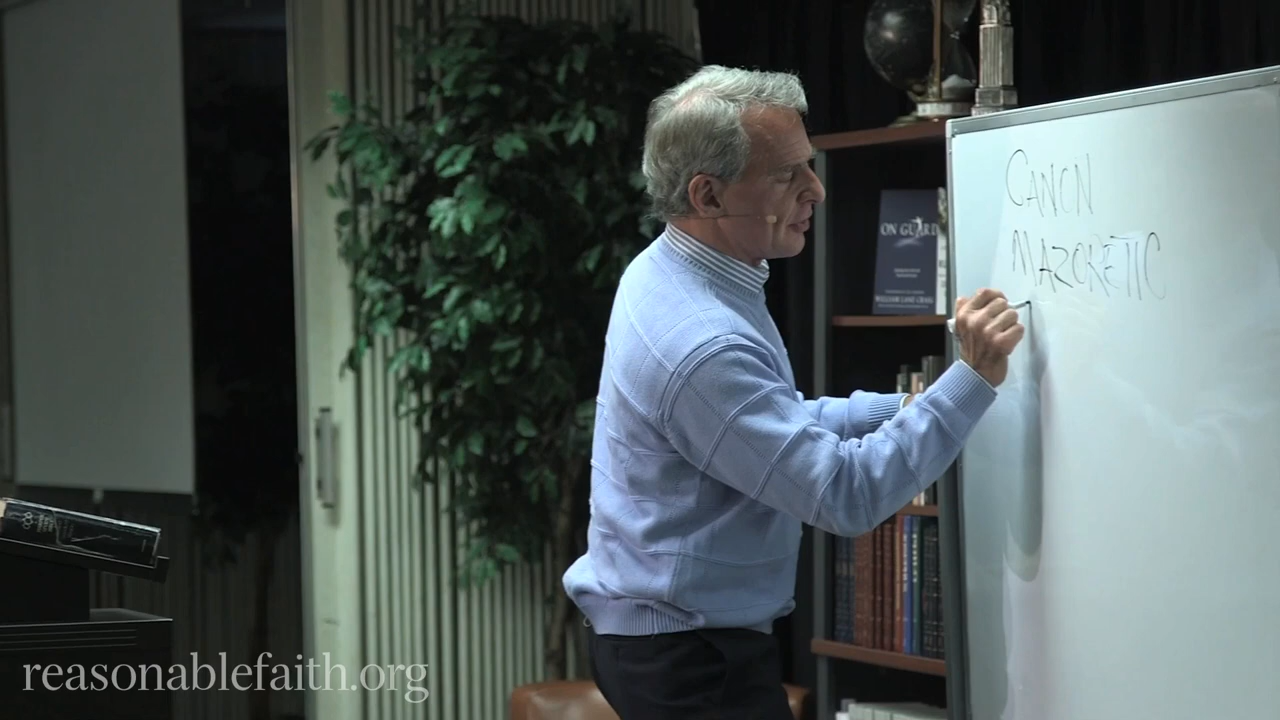 CANON
MAZORETIC
ON GUARD
WILLIAM LANE CRAIG
reasonablefaith.org